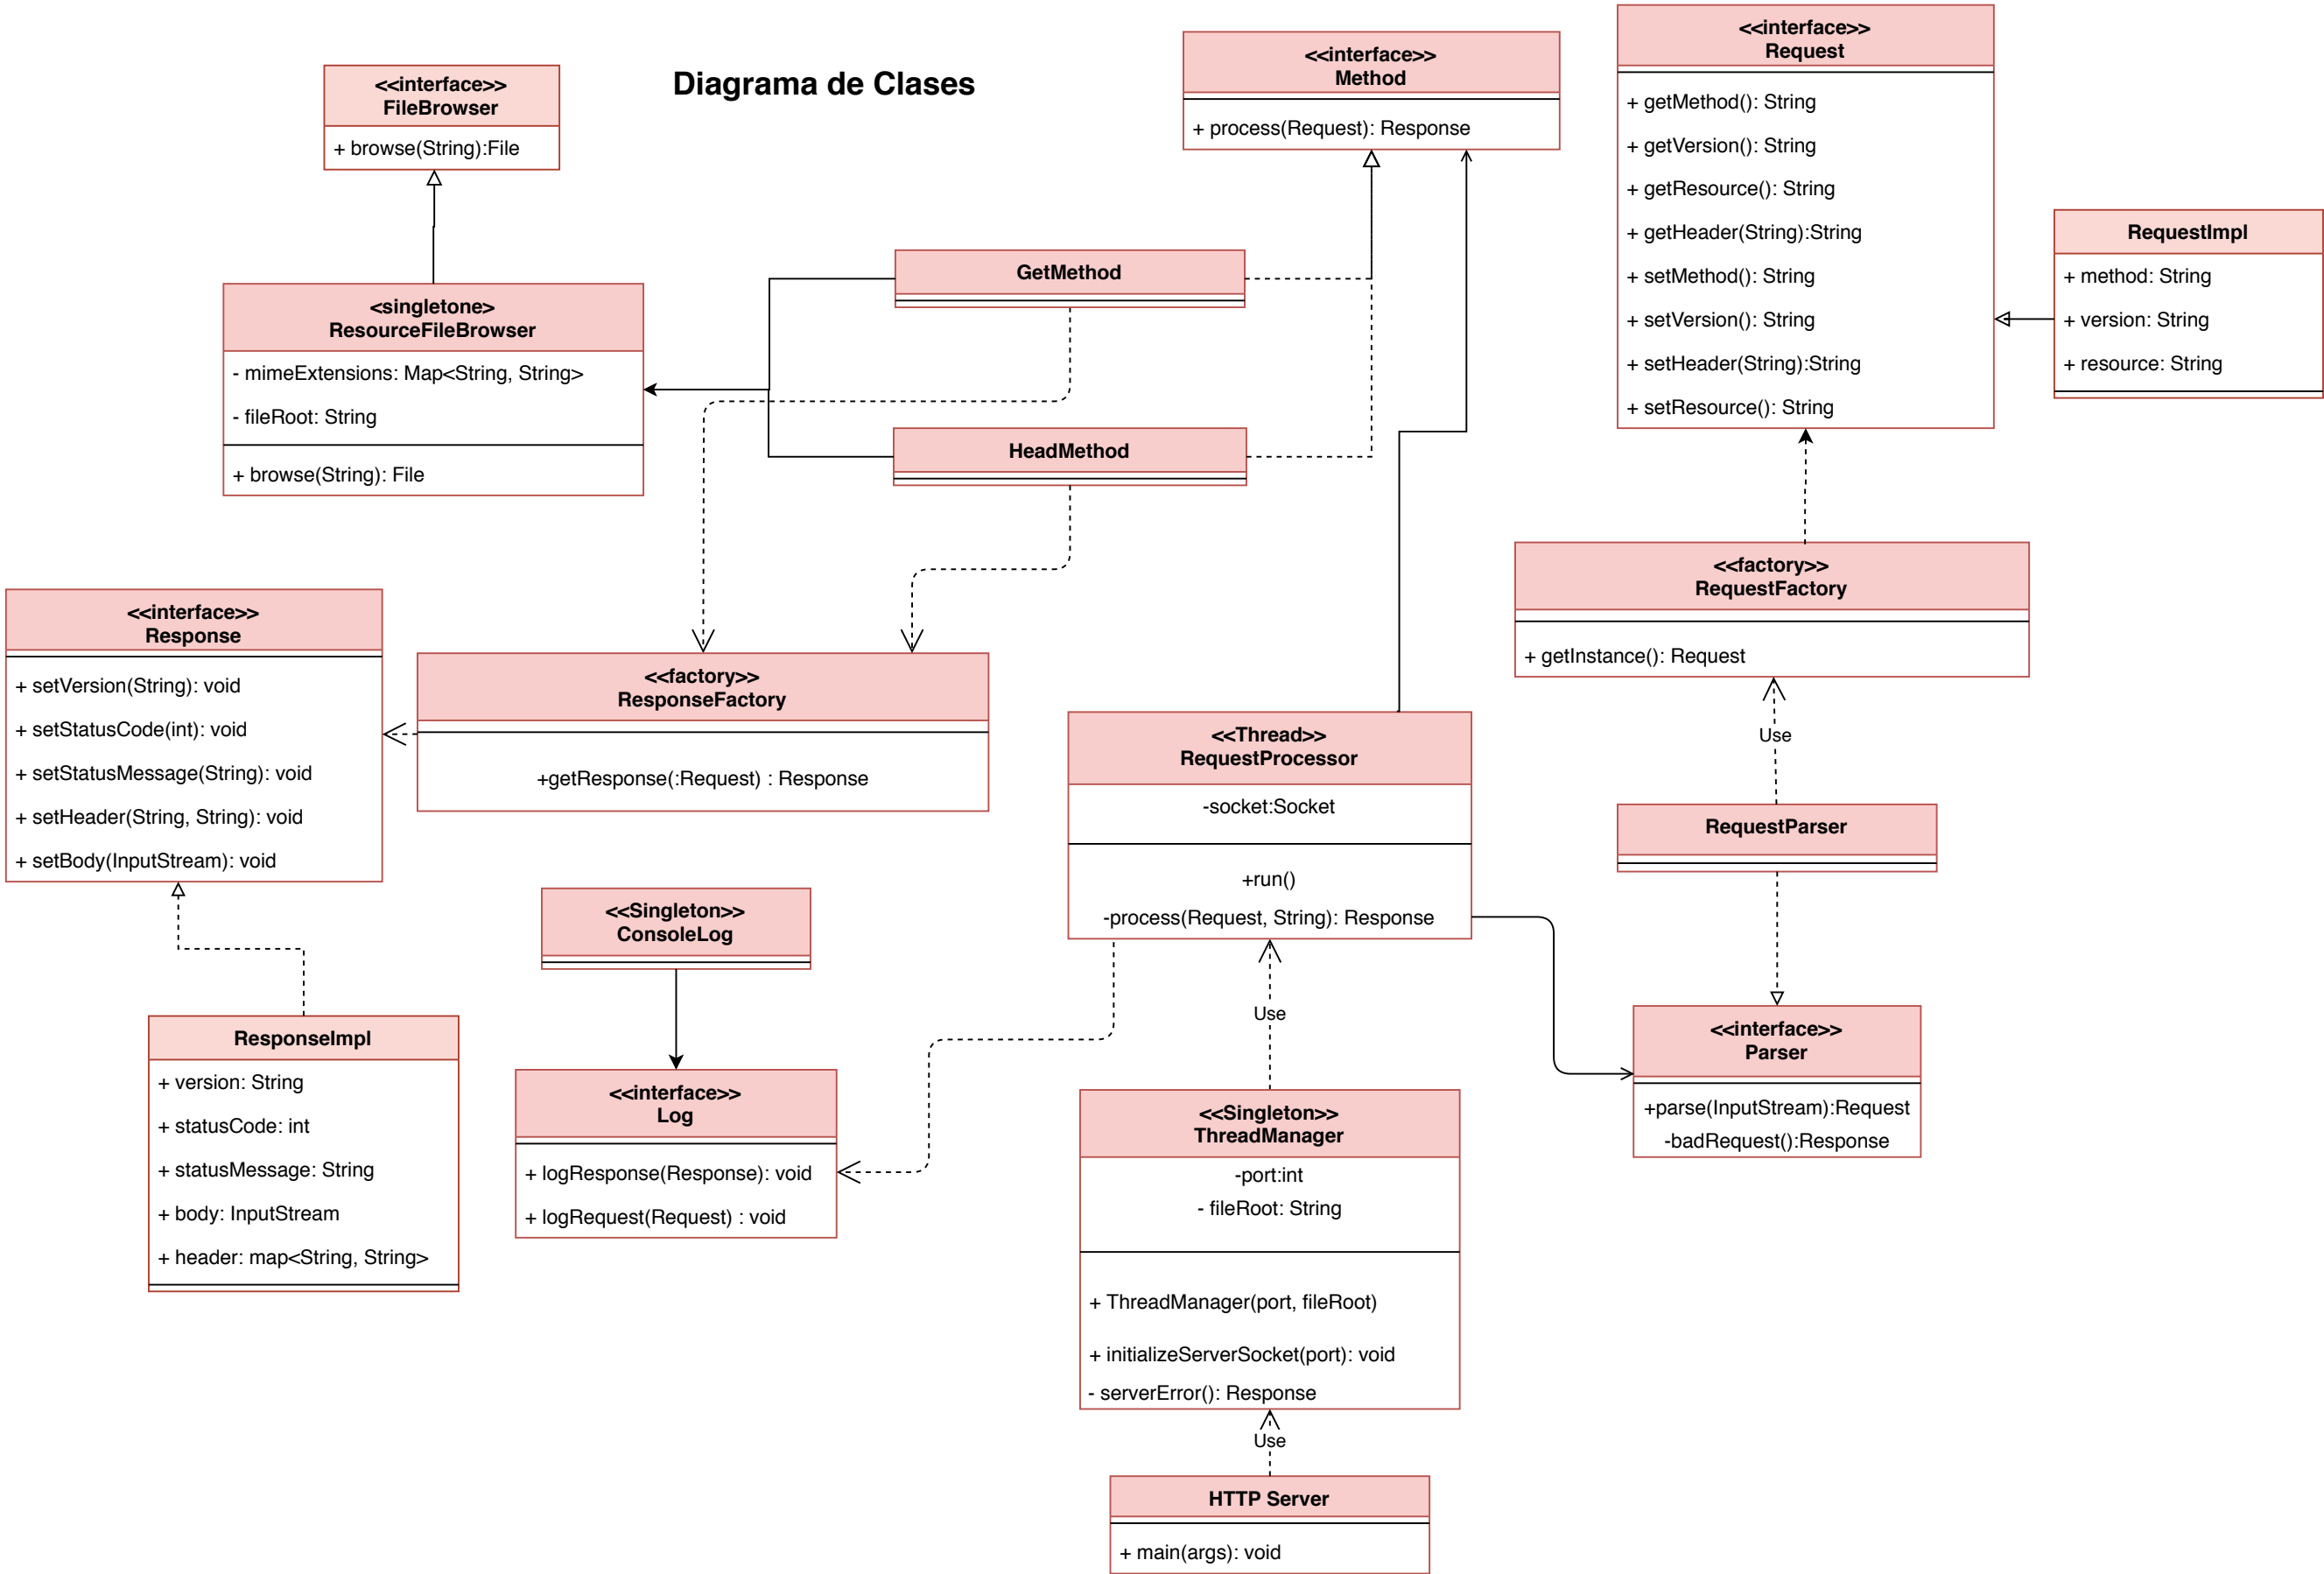 Diagrama de Clases
<<interface>>
FileBrowser
+ browse(String):File
<<interface>>
Method
+ process(Request): Response
<<interface>>
Request
+ getMethod(): String
+ getVersion(): String
+ getResource(): String
+ getHeader(String):String
+ setMethod(): String
+ setVersion(): String
+ setHeader(String):String
+ setResource(): String
RequestImpl
+ method: String
+ version: String
+ resource: String
<singletone>
ResourceFileBrowser
- mimeExtensions: Map<String, String>
- fileRoot: String
+ browse(String): File
GetMethod
HeadMethod
<<factory>>
RequestFactory
+ getInstance(): Request
<<interface>>
Response
+ setVersion(String): void
+ setStatusCode(int): void
+ setStatusMessage(String): void
+ setHeader(String, String): void
+ setBody(InputStream): void
<<factory>>
ResponseFactory
+getResponse(:Request) : Response
<<Thread>>
RequestProcessor
-socket:Socket
+run()
-process(Request, String): Response
Use
RequestParser
<<Singleton>>
ConsoleLog
ResponseImpl
+ version: String
+ statusCode: int
+ statusMessage: String
+ body: InputStream
+ header: map<String, String>
<<interface>>
Log
+ logResponse(Response): void
+ logRequest(Request) : void
Use
<<interface>>
Parser
+parse(InputStream):Request
-badRequest():Response
<<Singleton>>
ThreadManager
-port:int
- fileRoot: String
+ ThreadManager(port, fileRoot)
+ initializeServerSocket(port): void
- serverError(): Response
Use
HTTP Server
+ main(args): void